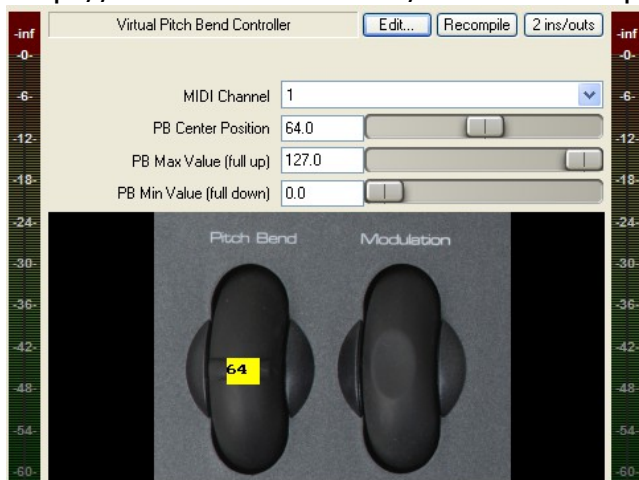 Virtual Pitch Bend Controller Edit... Recompile 2 ins/outs
-inf -inf
-0- -0-
MIDI Channel 1
-6- -6-
PB Center Position 64.0
-12- -12-
PB Max Value (full up) 127.0
-18- -18-
PB Min Value (full down) 0.0
-24- -24-
Pitch Bend Modulation
-30- -30-
-36- -36-
-42- -42-
64
-48- -48-
-54- -54-
-60- -60-